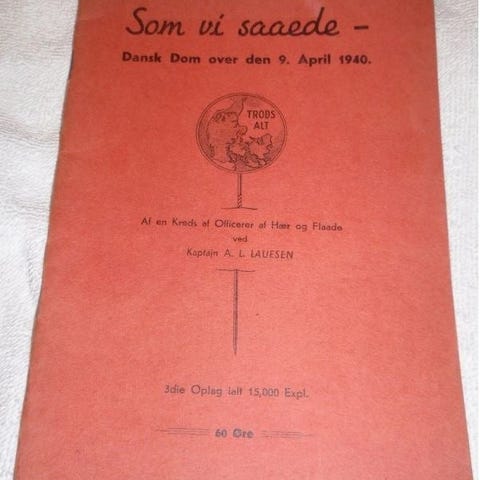 Som vi saaede –
Dansk Dom over den 9. April 1940.
TRODS
ALT
Af en Kreds af Officerer af Hær og Flaade
ved
Kaptajn A. L. LAUESEN
3die Oplag ialt 15,000 Expl.
60 Øre